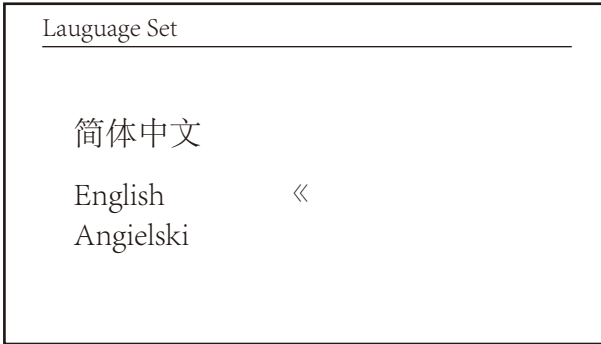 Lauguage Set
简体中文
English 《
Angielski